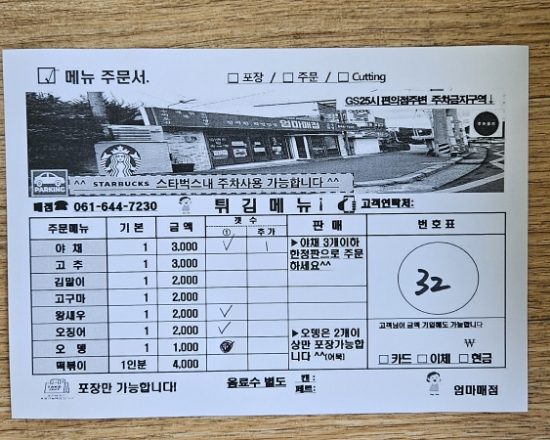 ☑ 메뉴 주문서.
☐ 포장 / ☐ 주문 / ☐ Cutting
GS25시 편의점주변 주차금지구역↓
엄마매점
PARKING
^^ STARBUCKS 스타벅스내 주차사용 가능합니다 ^^
매점☎ 061-644-7230
튀김메뉴
고객연락처:
주문메뉴 기본 금액 갯수 ① 추가 판매 번호표
야채 1 3,000 ✓ \
고추 1 3,000
김말이 1 2,000
고구마 1 2,000
왕새우 1 2,000 ✓
오징어 1 2,000 ✓
오뎅 1 1,000
떡볶이 1인분 4,000
▶야채 3개이하
한정판으로 주문
하세요^^
▶오뎅은 2개이
상만 포장가능합
니다 ^^(어묵)
32
고객님이 금액 기입해도 가능합니다
₩
☐카드 ☐이체 ☐현금
포장만 가능합니다!
음료수 별도 캔:
페트:
엄마매점